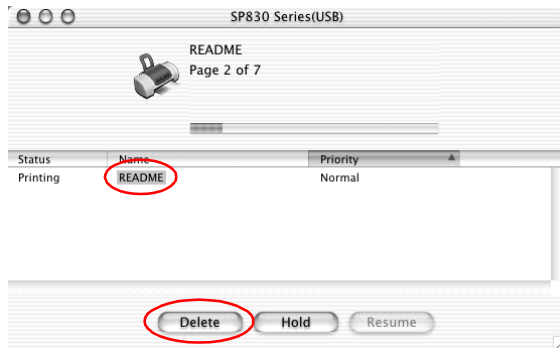 SP830 Series(USB)
README
Page 2 of 7
Status Name Priority
Printing README Normal
Delete Hold Resume